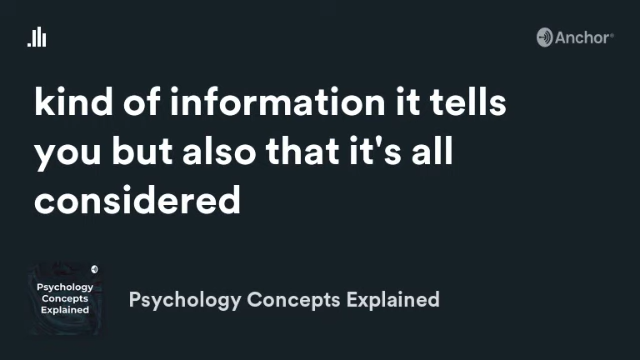 Anchor
kind of information it tells
you but also that it's all
considered
Psychology
Concepts
Explained
Psychology Concepts Explained